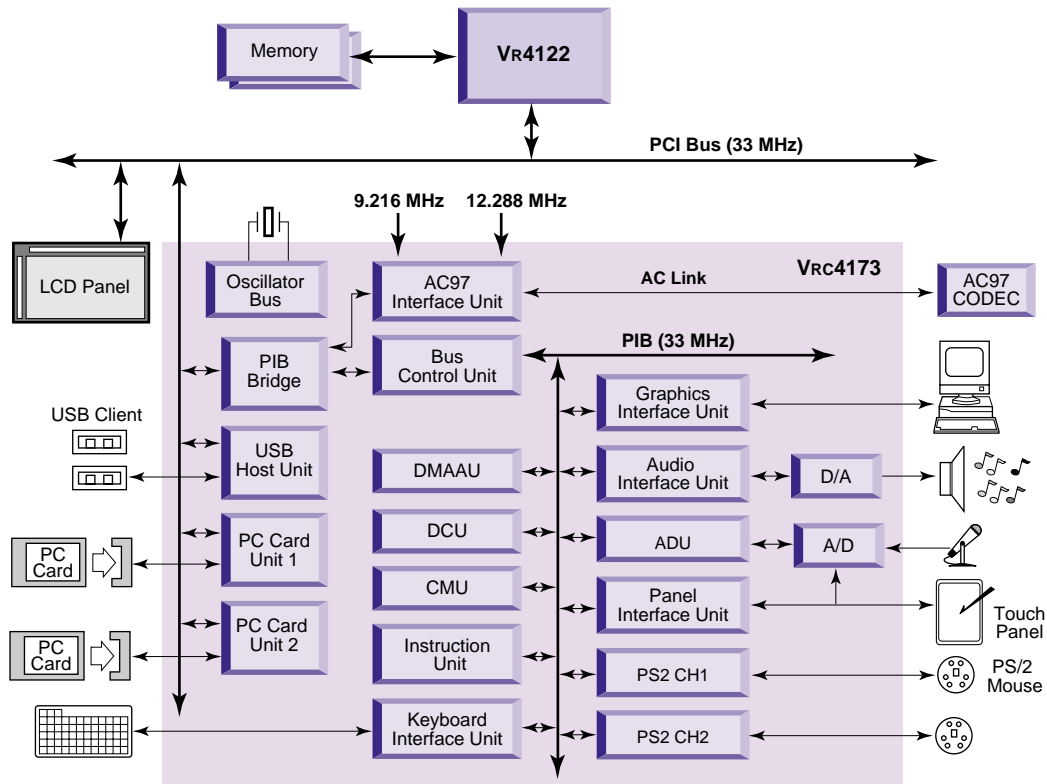 Memory
VR4122
PCI Bus (33 MHz)
9.216 MHz
12.288 MHz
LCD Panel
Oscillator
Bus
AC97
Interface Unit
AC Link
VRC4173
AC97
CODEC
PIB
Bridge
Bus
Control Unit
PIB (33 MHz)
Graphics
Interface Unit
USB Client
USB
Host Unit
DMAAU
Audio
Interface Unit
D/A
PC
Card
PC Card
Unit 1
DCU
ADU
A/D
CMU
Panel
Interface Unit
Touch
Panel
PC
Card
PC Card
Unit 2
Instruction
Unit
PS2 CH1
PS/2
Mouse
Keyboard
Interface Unit
PS2 CH2